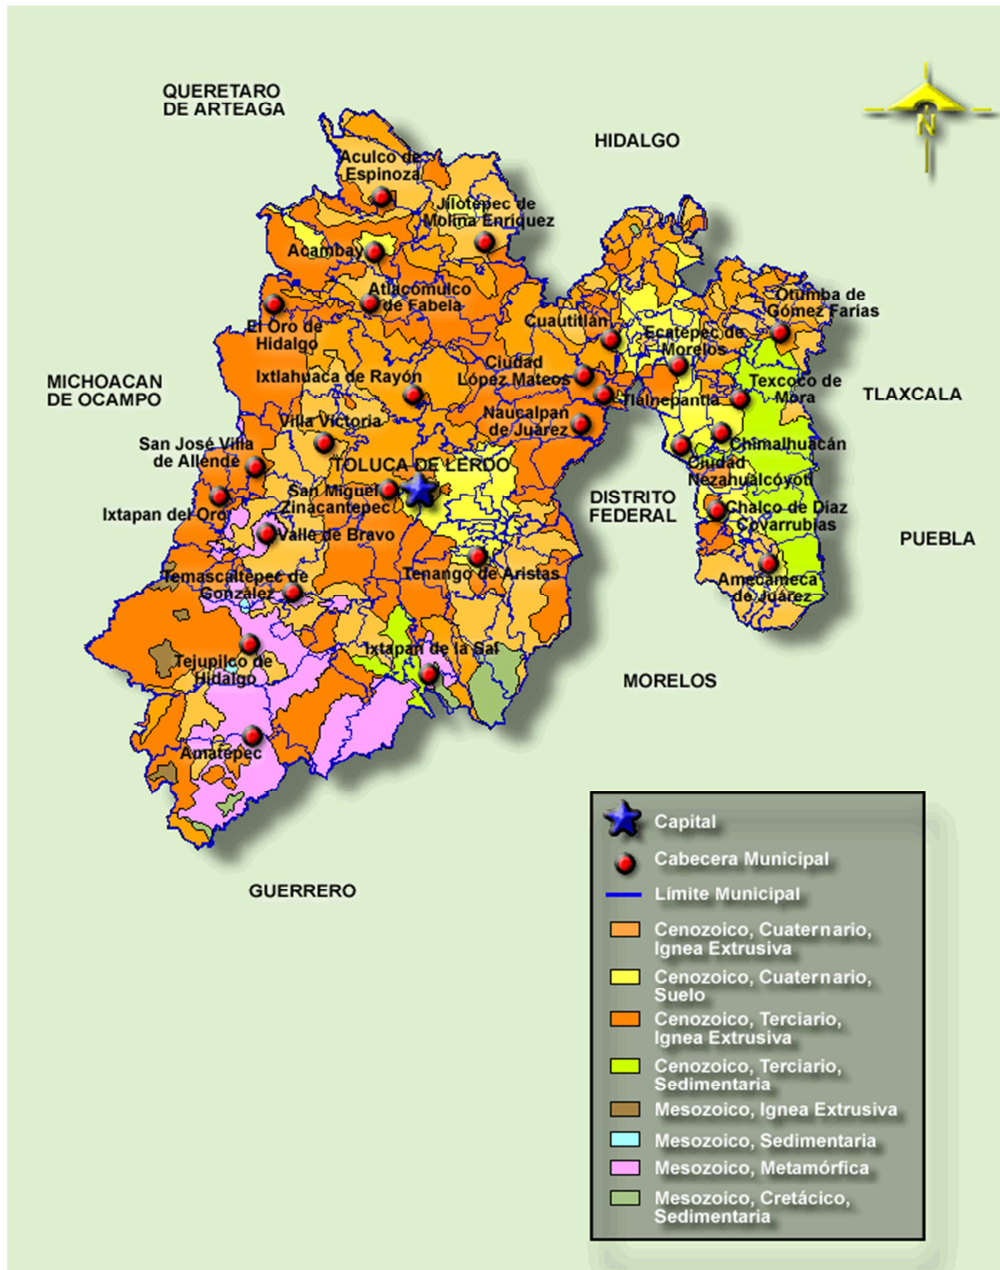 QUERETARO
DE ARTEAGA
HIDALGO
N
Aculco de
Espinoza
Jilotepec de
Molina Enríquez
Acambay
Atlacomulco
de Fabela
El Oro de
Hidalgo
Otumba de
Gómez Farías
Cuautitlán
Ecatepec de
Morelos
MICHOACAN
DE OCAMPO
Ixtlahuaca de Rayón
Ciudad
López Mateos
Tlalnepantla
Texcoco de
Mora
TLAXCALA
Villa Victoria
Naucalpan
de Juárez
Chimalhuacán
San José Villa
de Allende
TOLUCA DE LERDO
Ciudad
Nezahualcóyotl
San Miguel
Zinacantepec
DISTRITO
FEDERAL
Ixtapan del Oro
Chalco de Díaz
Covarrubias
Valle de Bravo
PUEBLA
Tenango de Aristas
Temascaltepec de
González
Amecameca
de Juárez
Ixtapan de la Sal
Tejupilco de
Hidalgo
MORELOS
Amatepec
GUERRERO
Capital
Cabecera Municipal
Límite Municipal
Cenozoico, Cuaternario,
Ignea Extrusiva
Cenozoico, Cuaternario,
Suelo
Cenozoico, Terciario,
Ignea Extrusiva
Cenozoico, Terciario,
Sedimentaria
Mesozoico, Ignea Extrusiva
Mesozoico, Sedimentaria
Mesozoico, Metamórfica
Mesozoico, Cretácico,
Sedimentaria